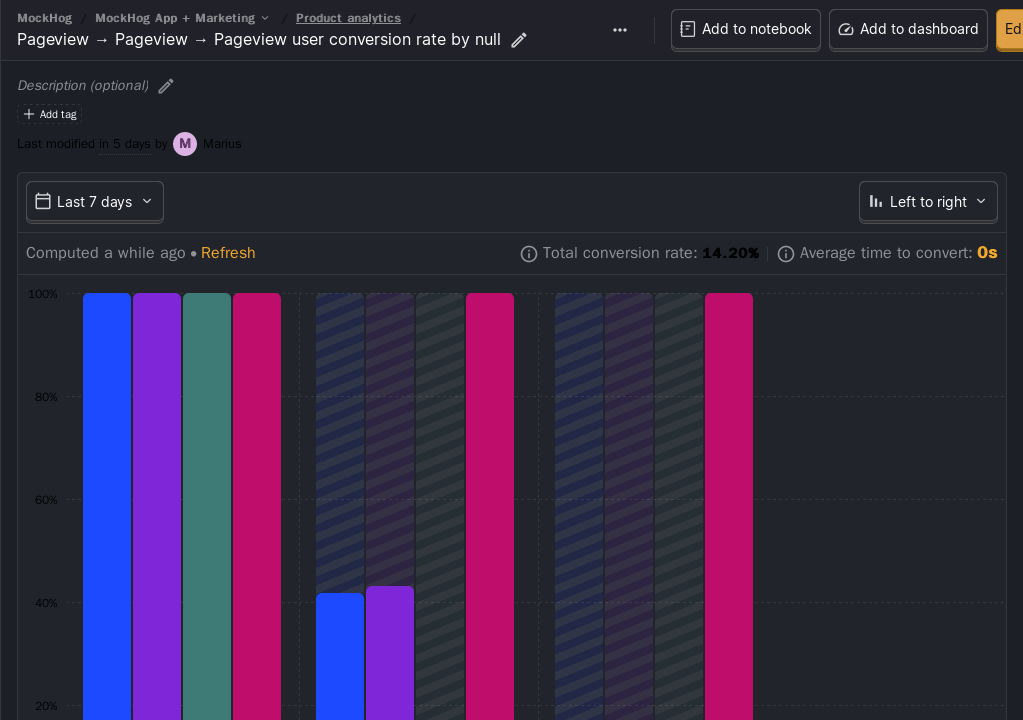 MockHog / MockHog App + Marketing / Product analytics /
Pageview → Pageview → Pageview user conversion rate by null
Add to notebook
Add to dashboard
Ed
Description (optional)
Add tag
Last modified in 5 days by M Marius
Last 7 days
Left to right
Computed a while ago • Refresh
Total conversion rate: 14.20%
Average time to convert: 0s
100%
80%
60%
40%
20%